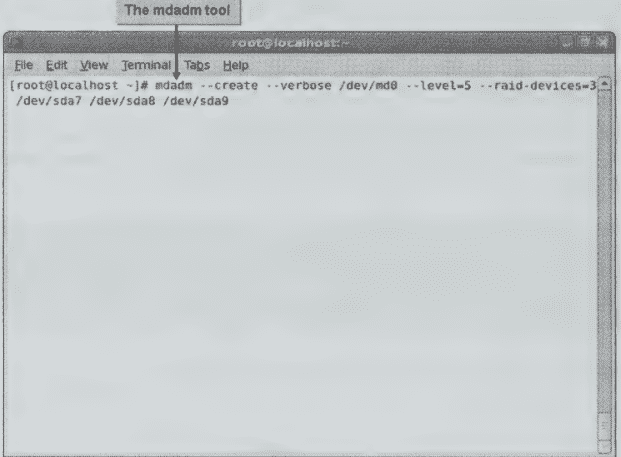 The mdadm tool
root@localhost:~
File Edit View Terminal Tabs Help
[root@localhost ~]# mdadm --create --verbose /dev/md0 --level=5 --raid-devices=3
/dev/sda7 /dev/sda8 /dev/sda9